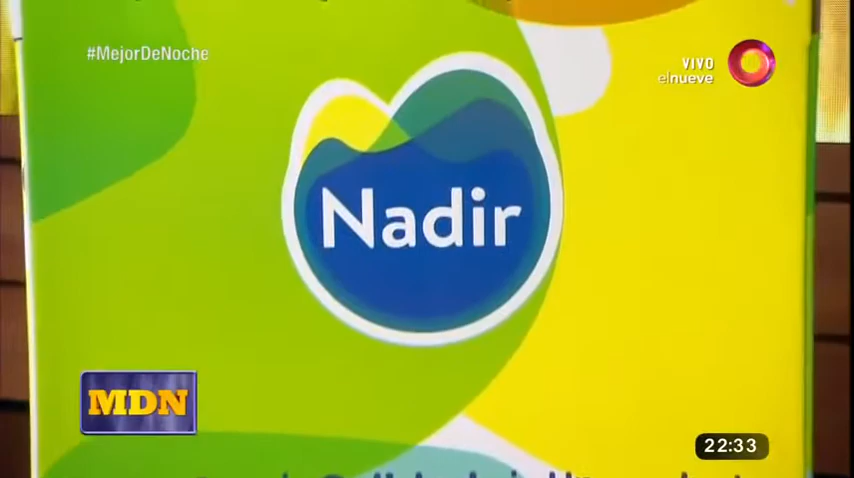 #MejorDeNoche
VIVO
elnueve
Nadir
MDN
22:33